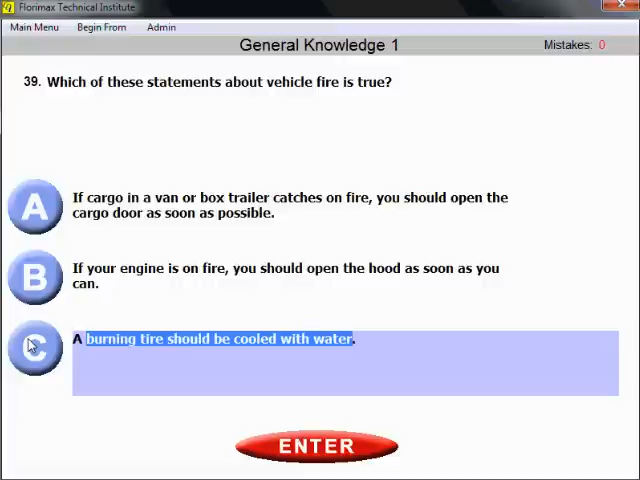 Florimax Technical Institute
Main Menu Begin From Admin
General Knowledge 1 Mistakes: 0
39. Which of these statements about vehicle fire is true?
A If cargo in a van or box trailer catches on fire, you should open the
cargo door as soon as possible.
B If your engine is on fire, you should open the hood as soon as you
can.
C A burning tire should be cooled with water.
ENTER